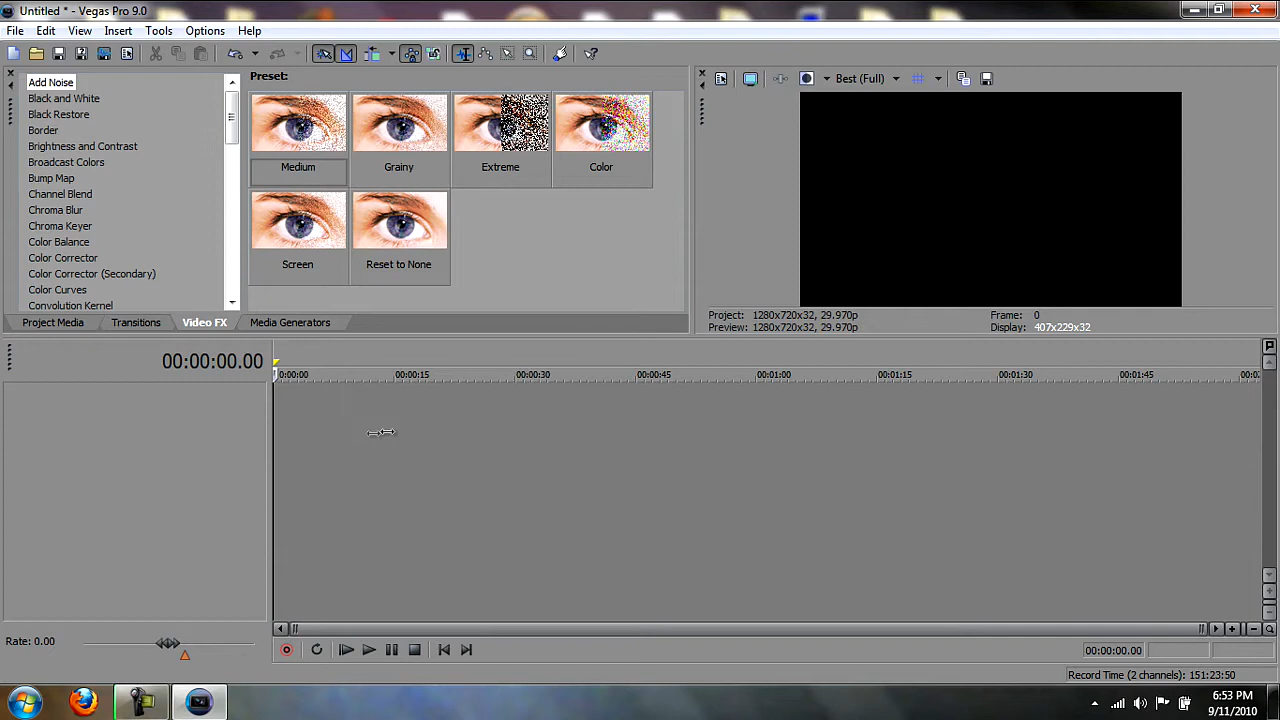 Untitled * - Vegas Pro 9.0
File Edit View Insert Tools Options Help
Add Noise
Black and White
Black Restore
Border
Brightness and Contrast
Broadcast Colors
Bump Map
Channel Blend
Chroma Blur
Chroma Keyer
Color Balance
Color Corrector
Color Corrector (Secondary)
Color Curves
Convolution Kernel
Preset:
Medium Grainy Extreme Color
Screen Reset to None
Best (Full)
Project Media Transitions Video FX Media Generators
Project: 1280x720x32, 29.970p Frame: 0
Preview: 1280x720x32, 29.970p Display: 407x229x32
00:00:00.00
0:00:00 00:00:15 00:00:30 00:00:45 00:01:00 00:01:15 00:01:30 00:01:45
Rate: 0.00
00:00:00.00
Record Time (2 channels): 151:23:50
6:53 PM
9/11/2010